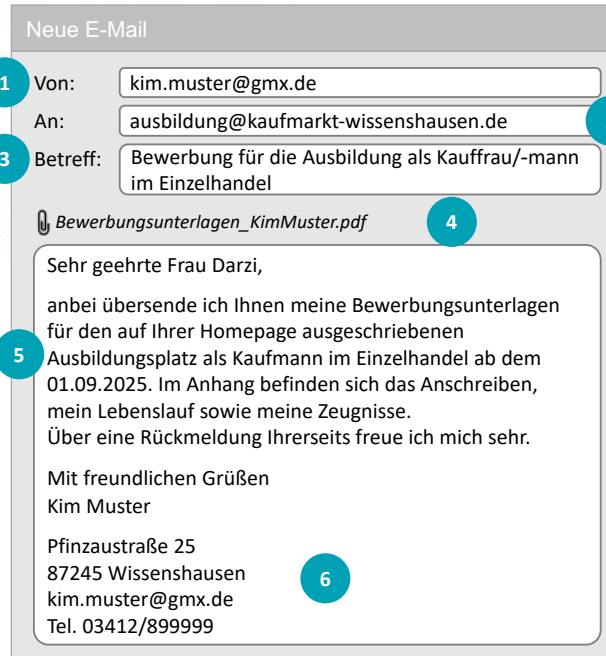 Neue E-Mail
1 Von: kim.muster@gmx.de
An: ausbildung@kaufmarkt-wissenshausen.de
3 Betreff: Bewerbung für die Ausbildung als Kauffrau/-mann
im Einzelhandel
Bewerbungsunterlagen_KimMuster.pdf 4
Sehr geehrte Frau Darzi,
anbei übersende ich Ihnen meine Bewerbungsunterlagen
für den auf Ihrer Homepage ausgeschriebenen
5 Ausbildungsplatz als Kaufmann im Einzelhandel ab dem
01.09.2025. Im Anhang befinden sich das Anschreiben,
mein Lebenslauf sowie meine Zeugnisse.
Über eine Rückmeldung Ihrerseits freue ich mich sehr.
Mit freundlichen Grüßen
Kim Muster
Pfinzaustraße 25
87245 Wissenshausen 6
kim.muster@gmx.de
Tel. 03412/899999